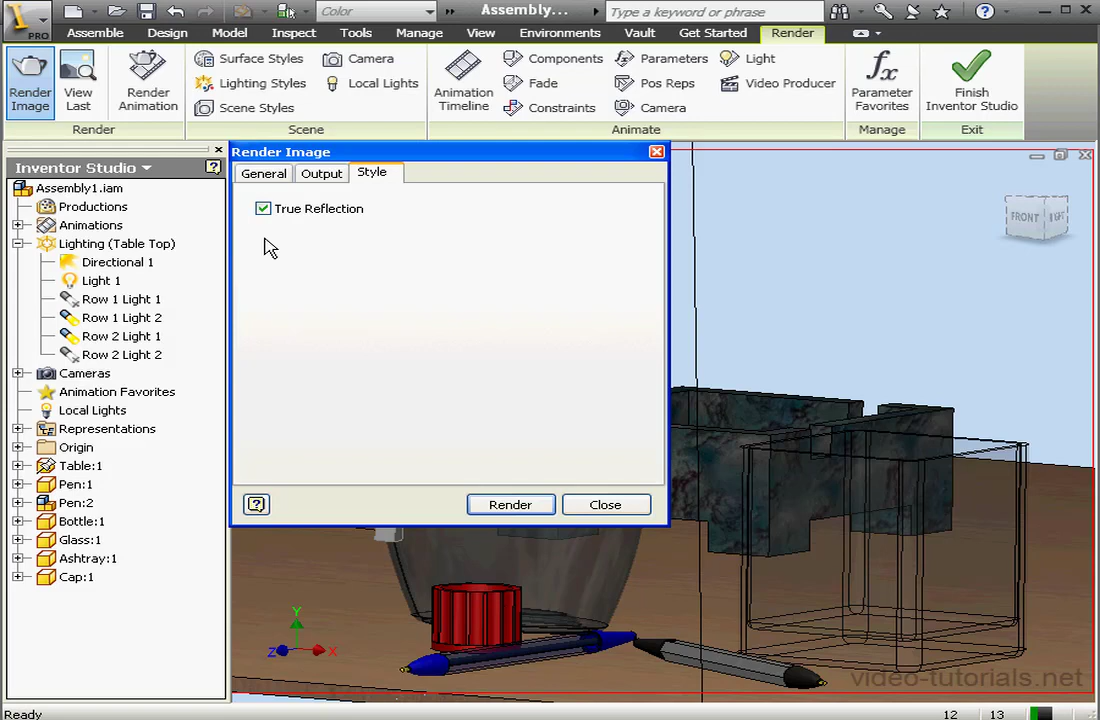 PRO
Color
Assembly...
Type a keyword or phrase
Assemble Design Model Inspect Tools Manage View Environments Vault Get Started Render
Render Image
View Last
Render Animation
Surface Styles
Camera
Lighting Styles
Local Lights
Scene Styles
Animation Timeline
Components
Parameters
Light
Fade
Pos Reps
Video Producer
Constraints
Camera
Parameter Favorites
Finish Inventor Studio
Render Scene Animate Manage Exit
Inventor Studio
Assembly1.iam
Productions
Animations
Lighting (Table Top)
Directional 1
Light 1
Row 1 Light 1
Row 1 Light 2
Row 2 Light 1
Row 2 Light 2
Cameras
Animation Favorites
Local Lights
Representations
Origin
Table:1
Pen:1
Pen:2
Bottle:1
Glass:1
Ashtray:1
Cap:1
Render Image
General Output Style
True Reflection
Render Close
FRONT RIGHT
Y
Z X
video-tutorials.net
Ready 12 13